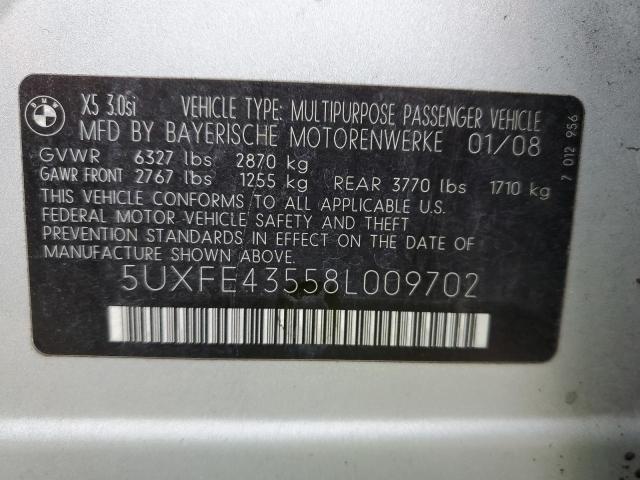 BMW
X5 3.0si VEHICLE TYPE: MULTIPURPOSE PASSENGER VEHICLE
MFD BY BAYERISCHE MOTORENWERKE 01/08
GVWR 6327 lbs 2870 kg
GAWR FRONT 2767 lbs 1255 kg REAR 3770 lbs 1710 kg
THIS VEHICLE CONFORMS TO ALL APPLICABLE U.S.
FEDERAL MOTOR VEHICLE SAFETY AND THEFT
PREVENTION STANDARDS IN EFFECT ON THE DATE OF
MANUFACTURE SHOWN ABOVE.
5UXFE43558L009702
7 012 956